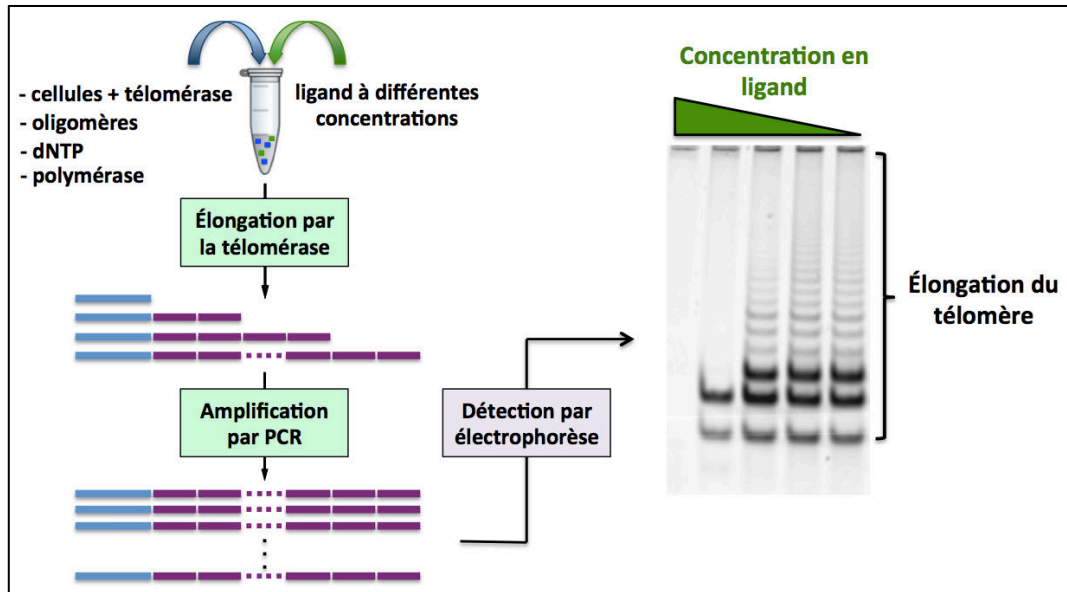 - cellules + télomérase
- oligomères
- dNTP
- polymérase
ligand à différentes
concentrations
Élongation par
la télomérase
Amplification
par PCR
Détection par
électrophorèse
Concentration en
ligand
Élongation du
télomère